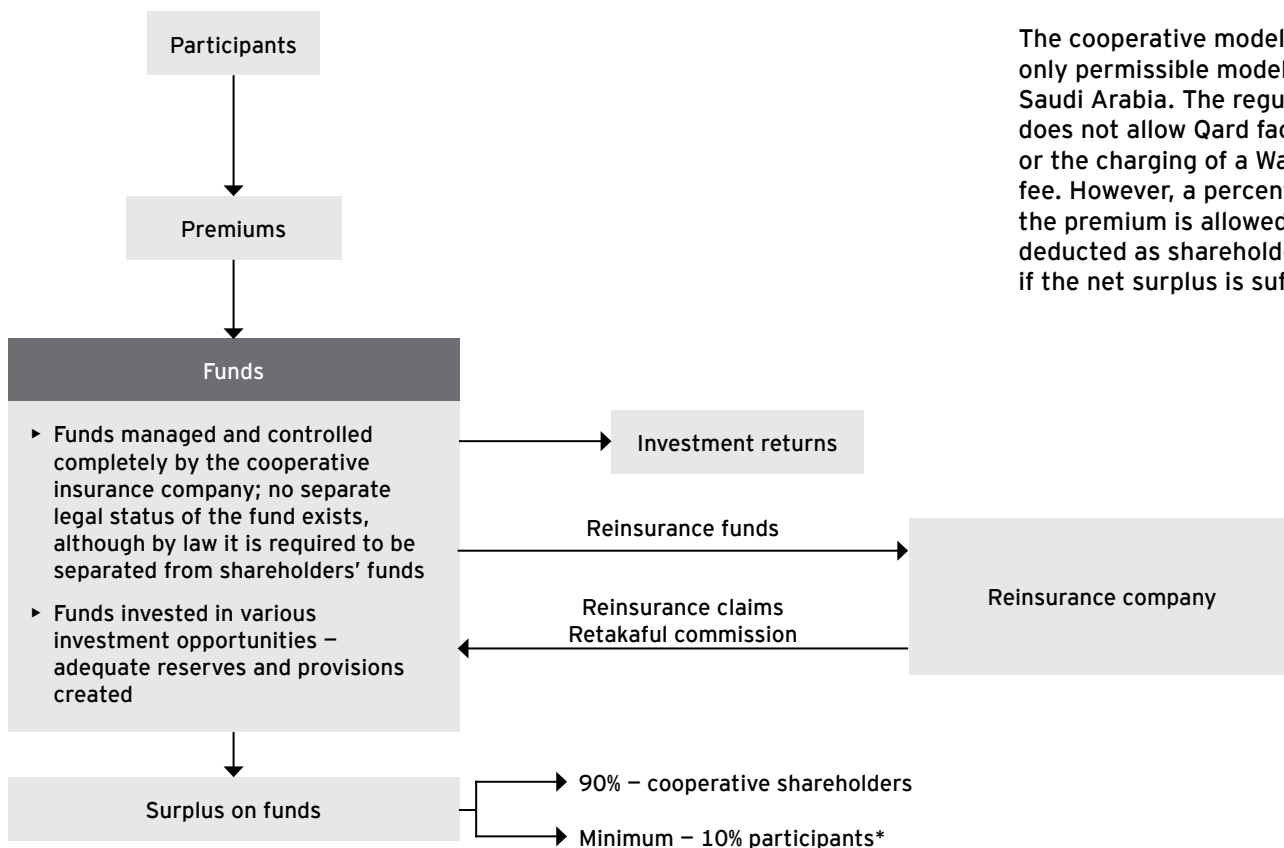 Participants
The cooperative model
only permissible model
Saudi Arabia. The regu
does not allow Qard fac
or the charging of a Wa
fee. However, a percent
the premium is allowed
deducted as sharehold
if the net surplus is suf
Premiums
Funds
▸ Funds managed and controlled
completely by the cooperative
insurance company; no separate
legal status of the fund exists,
although by law it is required to be
separated from shareholders' funds
▸ Funds invested in various
investment opportunities –
adequate reserves and provisions
created
Investment returns
Reinsurance funds
Reinsurance claims
Retakaful commission
Reinsurance company
Surplus on funds
90% – cooperative shareholders
Minimum – 10% participants*